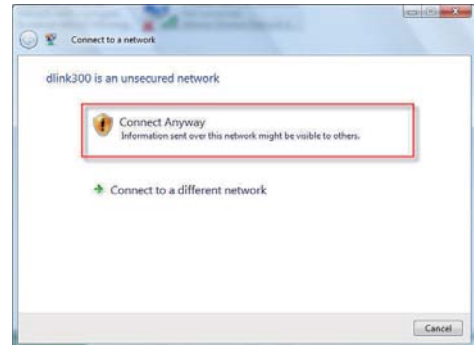 Connect to a network
dlink300 is an unsecured network
Connect Anyway
Information sent over this network might be visible to others.
Connect to a different network
Cancel